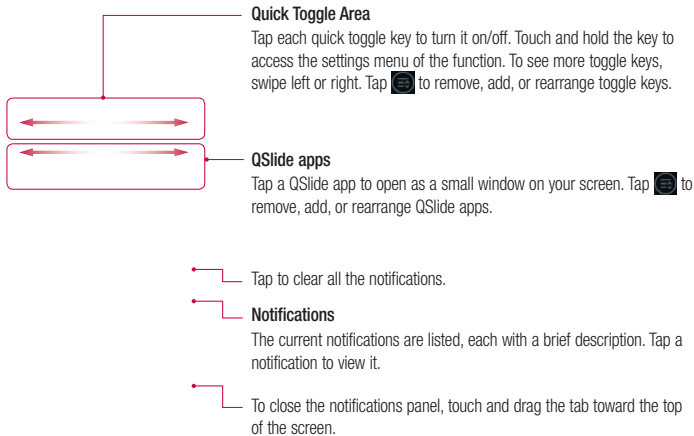 Quick Toggle Area
Tap each quick toggle key to turn it on/off. Touch and hold the key to
access the settings menu of the function. To see more toggle keys,
swipe left or right. Tap to remove, add, or rearrange toggle keys.
QSlide apps
Tap a QSlide app to open as a small window on your screen. Tap to
remove, add, or rearrange QSlide apps.
Tap to clear all the notifications.
Notifications
The current notifications are listed, each with a brief description. Tap a
notification to view it.
To close the notifications panel, touch and drag the tab toward the top
of the screen.